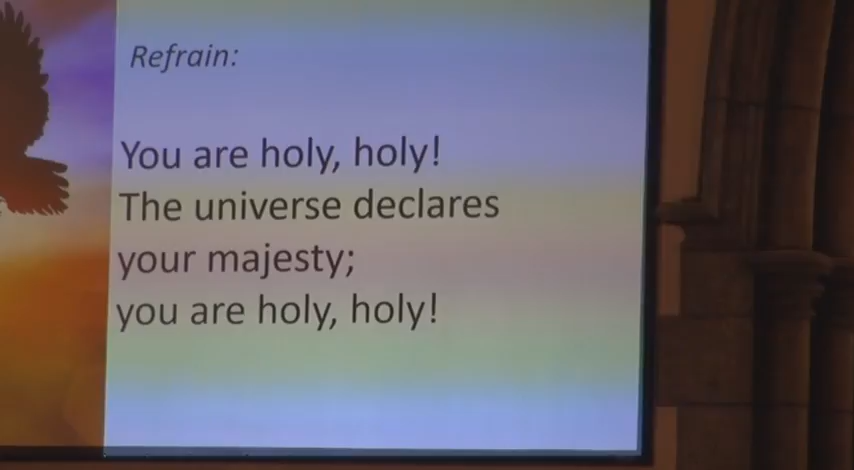 Refrain:
You are holy, holy!
The universe declares
your majesty;
you are holy, holy!